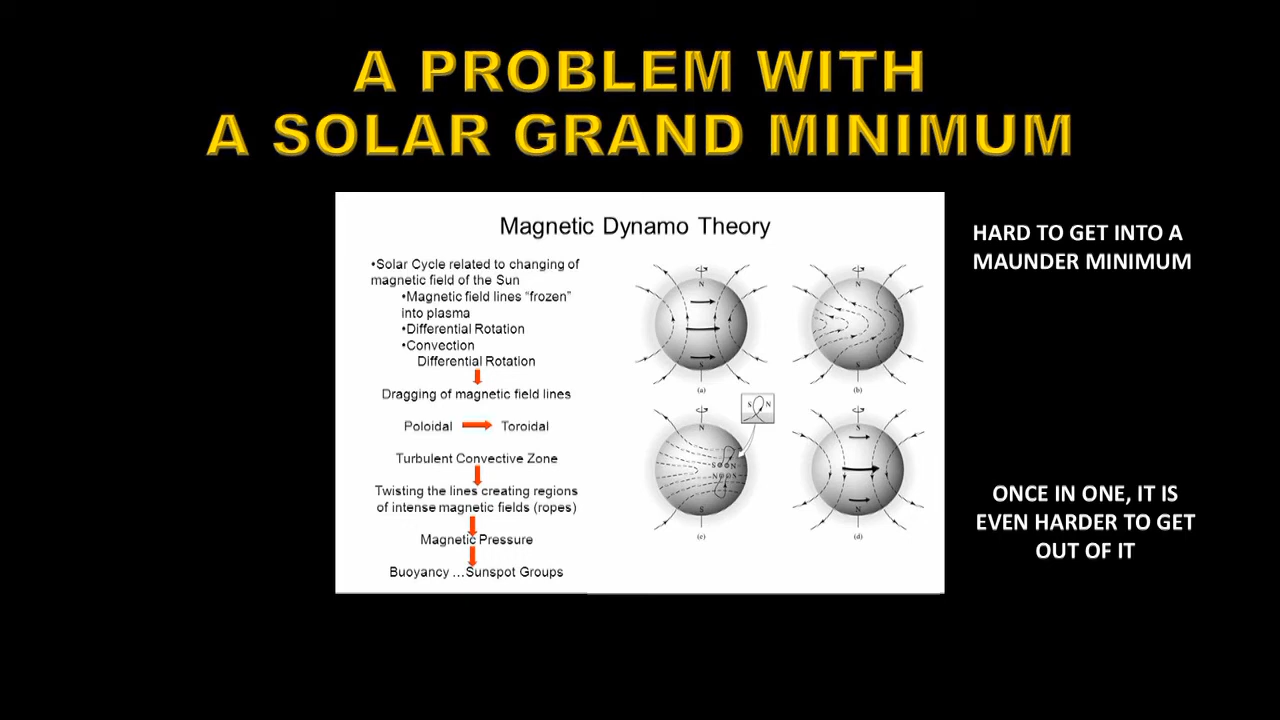 A PROBLEM WITH
A SOLAR GRAND MINIMUM
Magnetic Dynamo Theory
•Solar Cycle related to changing of
magnetic field of the Sun
•Magnetic field lines “frozen”
into plasma
•Differential Rotation
•Convection
Differential Rotation
Dragging of magnetic field lines
Poloidal Toroidal
Turbulent Convective Zone
Twisting the lines creating regions
of intense magnetic fields (ropes)
Magnetic Pressure
Buoyancy …Sunspot Groups
N
S
(a)
N
S
(b)
S N
N
S N
N S
S
(c)
S
N
(d)
HARD TO GET INTO A
MAUNDER MINIMUM
ONCE IN ONE, IT IS
EVEN HARDER TO GET
OUT OF IT